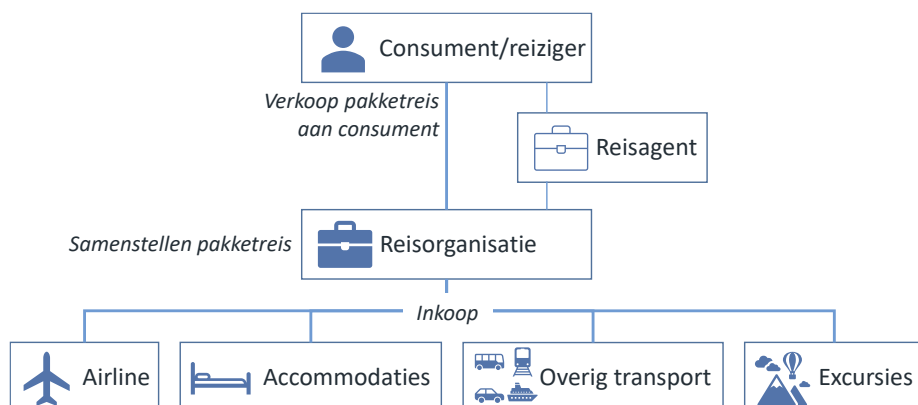 Consument/reiziger
Verkoop pakketreis
aan consument
Reisagent
Samenstellen pakketreis
Reisorganisatie
Inkoop
Airline
Accommodaties
Overig transport
Excursies